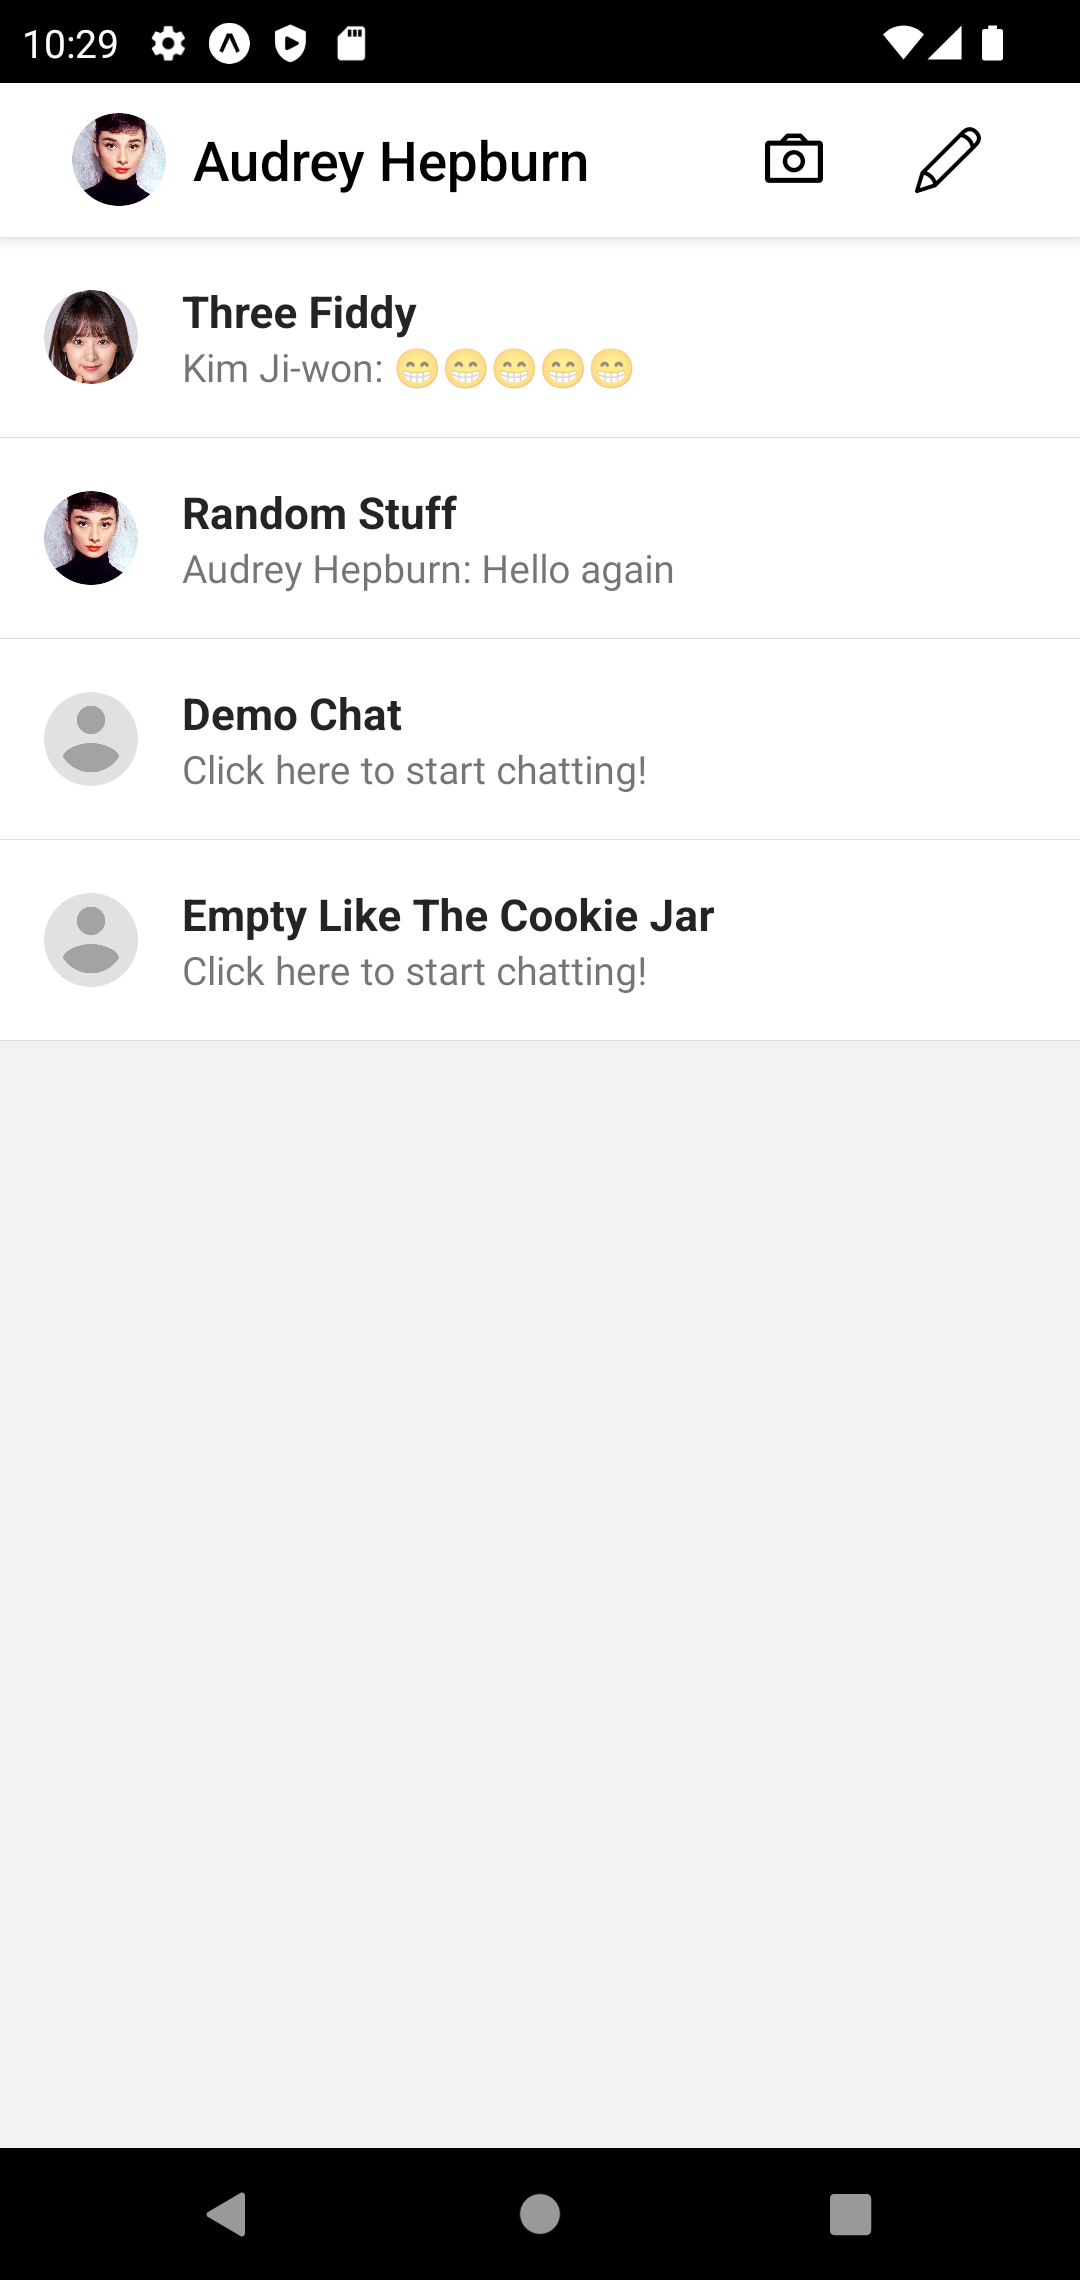 10:29
Audrey Hepburn
Three Fiddy
Kim Ji-won: 😁😁😁😁😁
Random Stuff
Audrey Hepburn: Hello again
Demo Chat
Click here to start chatting!
Empty Like The Cookie Jar
Click here to start chatting!